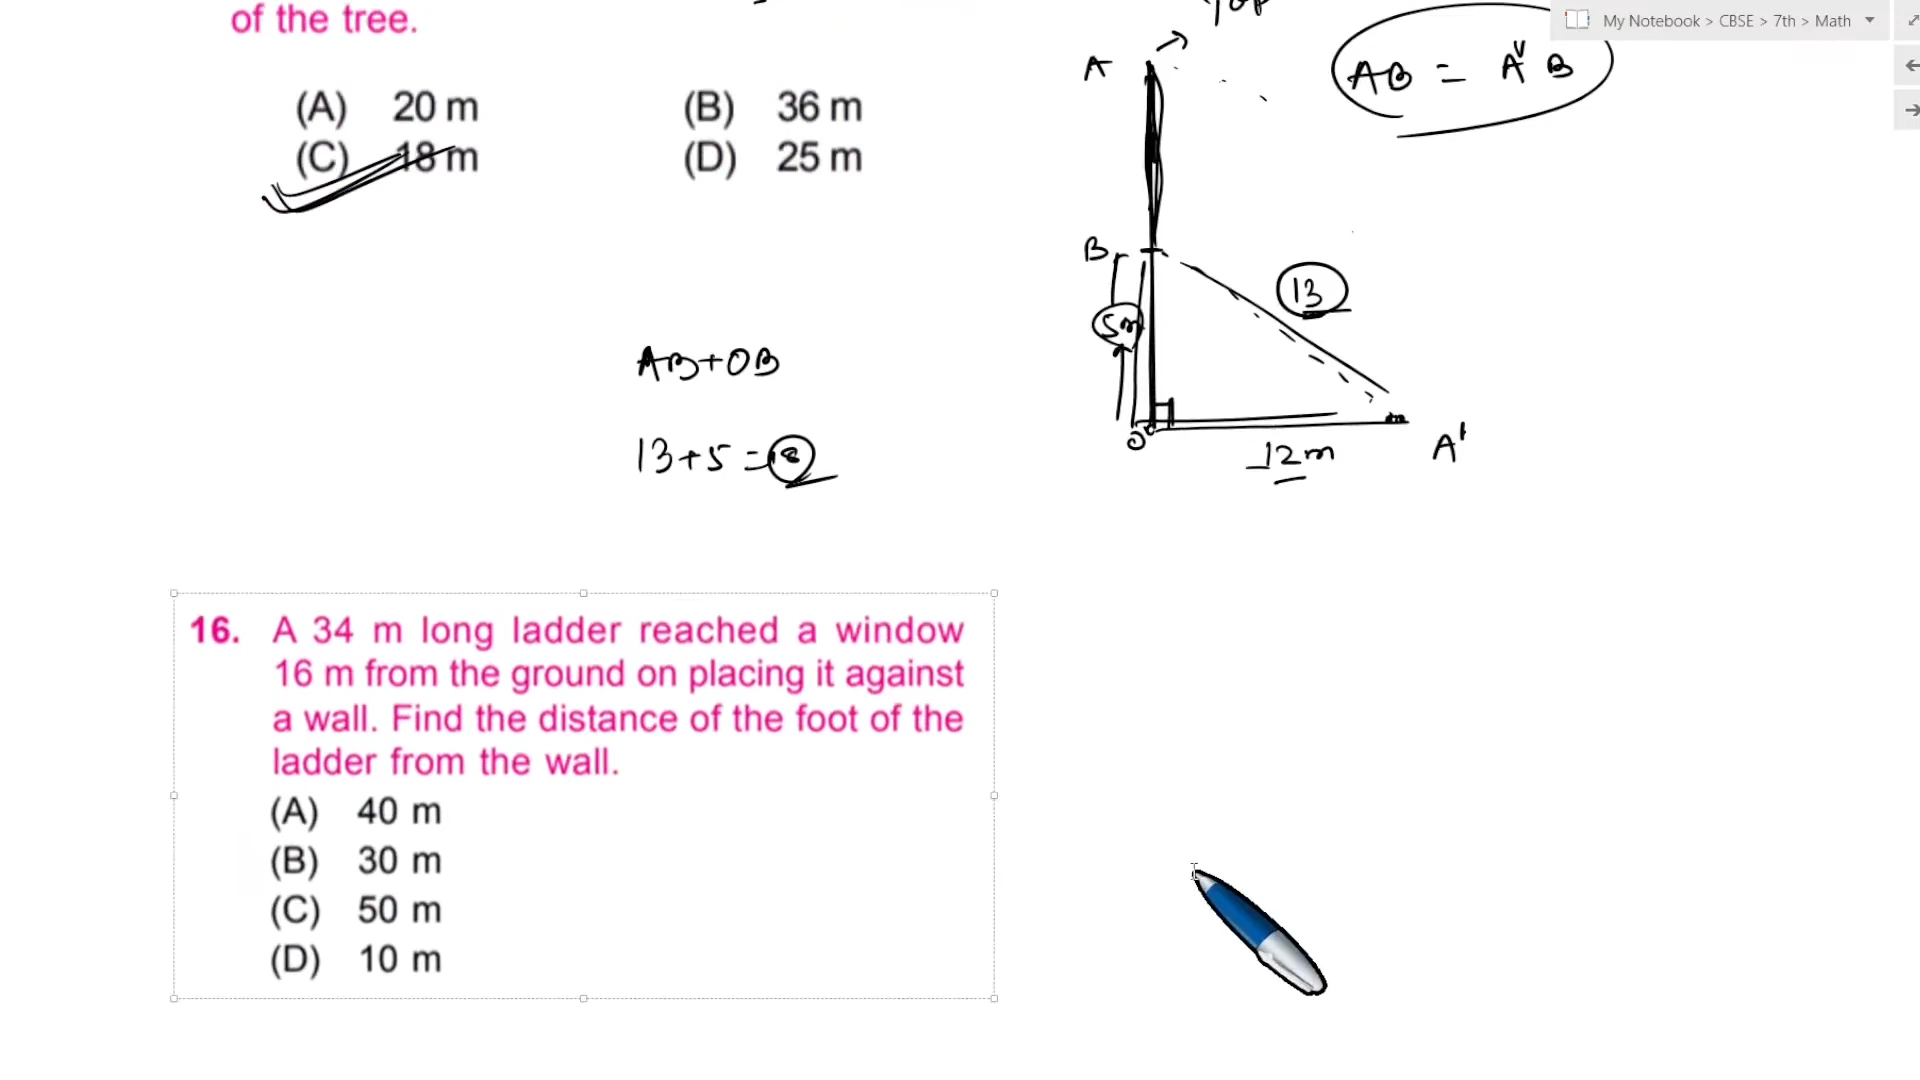 of the tree.
(A) 20 m (B) 36 m
(C) 18 m (D) 25 m
My Notebook > CBSE > 7th > Math
A
AB = A'B
B
13
5m
O
12m
A'
AB+OB
13+5=18
16. A 34 m long ladder reached a window
16 m from the ground on placing it against
a wall. Find the distance of the foot of the
ladder from the wall.
(A) 40 m
(B) 30 m
(C) 50 m
(D) 10 m